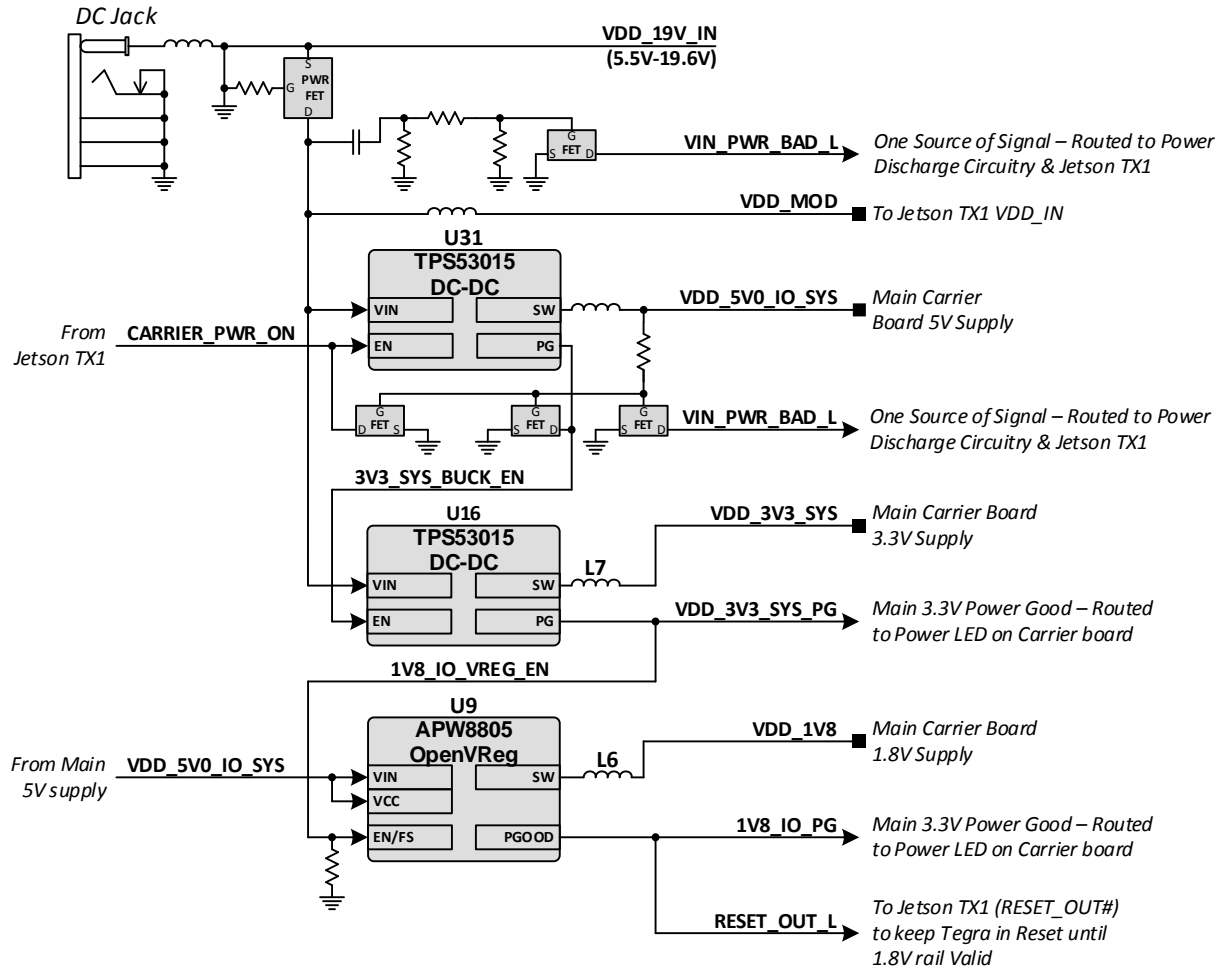 DC Jack
VDD_19V_IN
(5.5V-19.6V)
S
PWR
G
FET
D
G
S FET D
VIN_PWR_BAD_L
One Source of Signal – Routed to Power
Discharge Circuitry & Jetson TX1
VDD_MOD
To Jetson TX1 VDD_IN
U31
TPS53015
DC-DC
VIN
SW
EN
PG
VDD_5V0_IO_SYS
Main Carrier
Board 5V Supply
From
Jetson TX1
CARRIER_PWR_ON
G
D FET S
G
S FET D
G
S FET D
VIN_PWR_BAD_L
One Source of Signal – Routed to Power
Discharge Circuitry & Jetson TX1
3V3_SYS_BUCK_EN
U16
TPS53015
DC-DC
VIN
SW
EN
PG
L7
VDD_3V3_SYS
Main Carrier Board
3.3V Supply
VDD_3V3_SYS_PG
Main 3.3V Power Good – Routed
to Power LED on Carrier board
1V8_IO_VREG_EN
U9
APW8805
OpenVReg
VIN
SW
VCC
EN/FS
PGOOD
L6
VDD_1V8
Main Carrier Board
1.8V Supply
From Main
5V supply
VDD_5V0_IO_SYS
1V8_IO_PG
Main 3.3V Power Good – Routed
to Power LED on Carrier board
RESET_OUT_L
To Jetson TX1 (RESET_OUT#)
to keep Tegra in Reset until
1.8V rail Valid